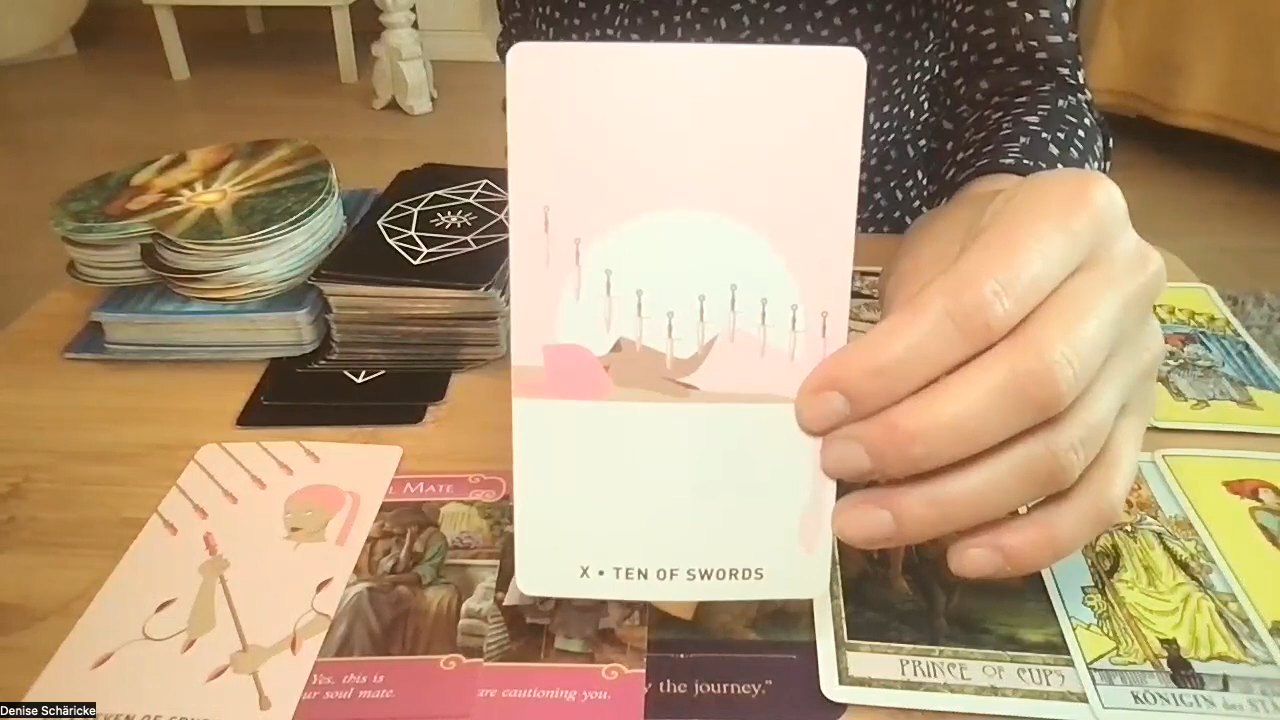 X • TEN OF SWORDS
MATE
Yes, this is
soul mate.
are cautioning you.
the journey."
PRINCE OF CUPS
KÖNIGIN der
Denise Schäricke